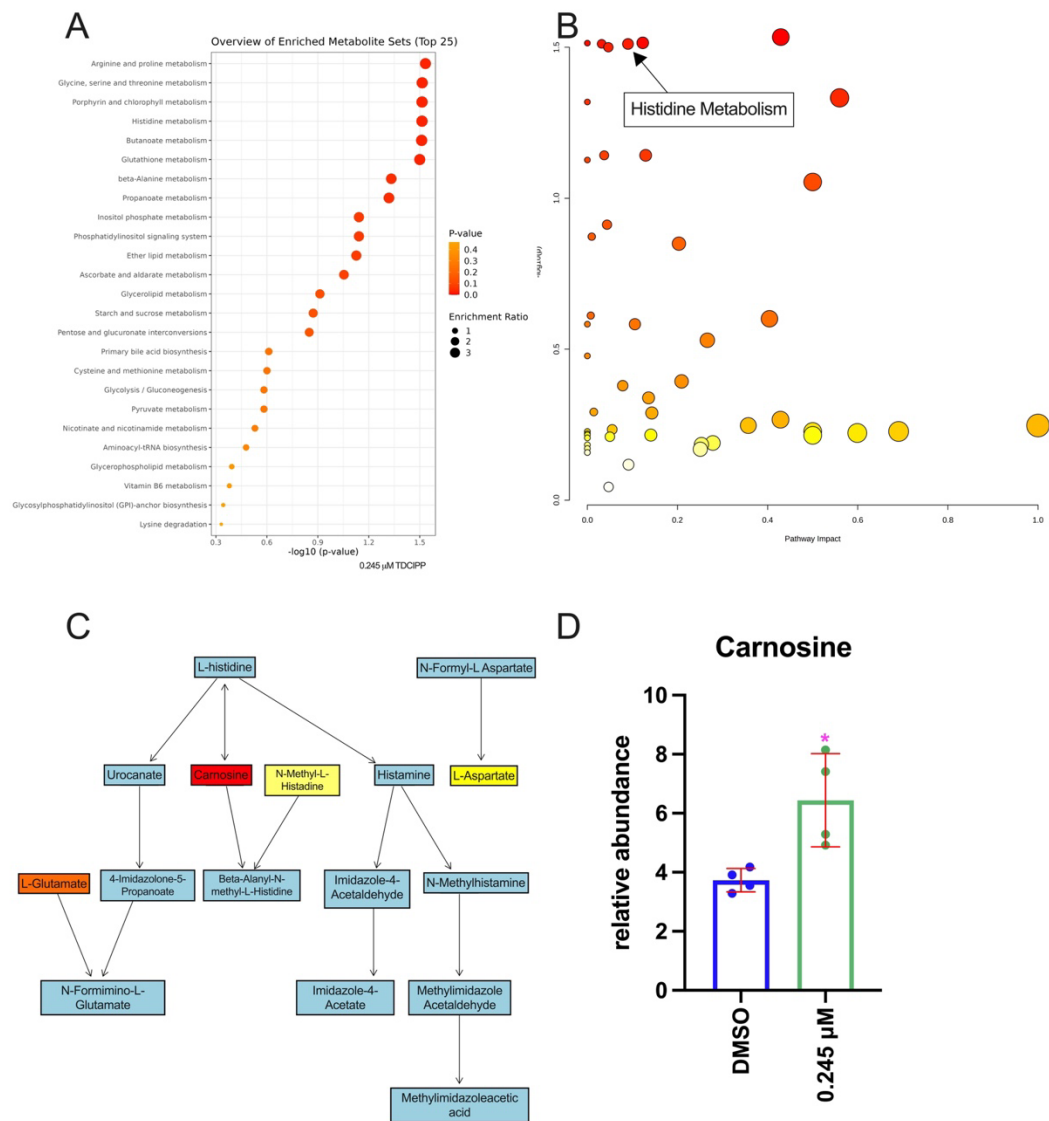 A
Overview of Enriched Metabolite Sets (Top 25)
Arginine and proline metabolism
Glycine, serine and threonine metabolism
Porphyrin and chlorophyll metabolism
Histidine metabolism
Butanoate metabolism
Glutathione metabolism
beta-Alanine metabolism
Propanoate metabolism
Inositol phosphate metabolism
Phosphatidylinositol signaling system
Ether lipid metabolism
Ascorbate and aldarate metabolism
Glycerolipid metabolism
Starch and sucrose metabolism
Pentose and glucuronate interconversions
Primary bile acid biosynthesis
Cysteine and methionine metabolism
Glycolysis / Gluconeogenesis
Pyruvate metabolism
Nicotinate and nicotinamide metabolism
Aminoacyl-tRNA biosynthesis
Glycerophospholipid metabolism
Vitamin B6 metabolism
Glycosylphosphatidylinositol (GPI)-anchor biosynthesis
Lysine degradation
0.3 0.6 0.9 1.2 1.5
-log10 (p-value)
0.245 µM TDCIPP
P-value
0.4
0.3
0.2
0.1
0.0
Enrichment Ratio
1
2
3
B
1.5
1.0
0.5
0.0
Histidine Metabolism
0.0 0.2 0.4 0.6 0.8 1.0
Pathway Impact
C
L-histidine
N-Formyl-L Aspartate
Urocanate
Carnosine
N-Methyl-L-
Histadine
Histamine
L-Aspartate
L-Glutamate
4-Imidazolone-5-
Propanoate
Beta-Alanyl-N-
methyl-L-Histidine
Imidazole-4-
Acetaldehyde
N-Methylhistamine
N-Formimino-L-
Glutamate
Imidazole-4-
Acetate
Methylimidazole
Acetaldehyde
Methylimidazoleacetic
acid
D
Carnosine
relative abundance
10
8
6
4
2
0
*
DMSO
0.245 µM